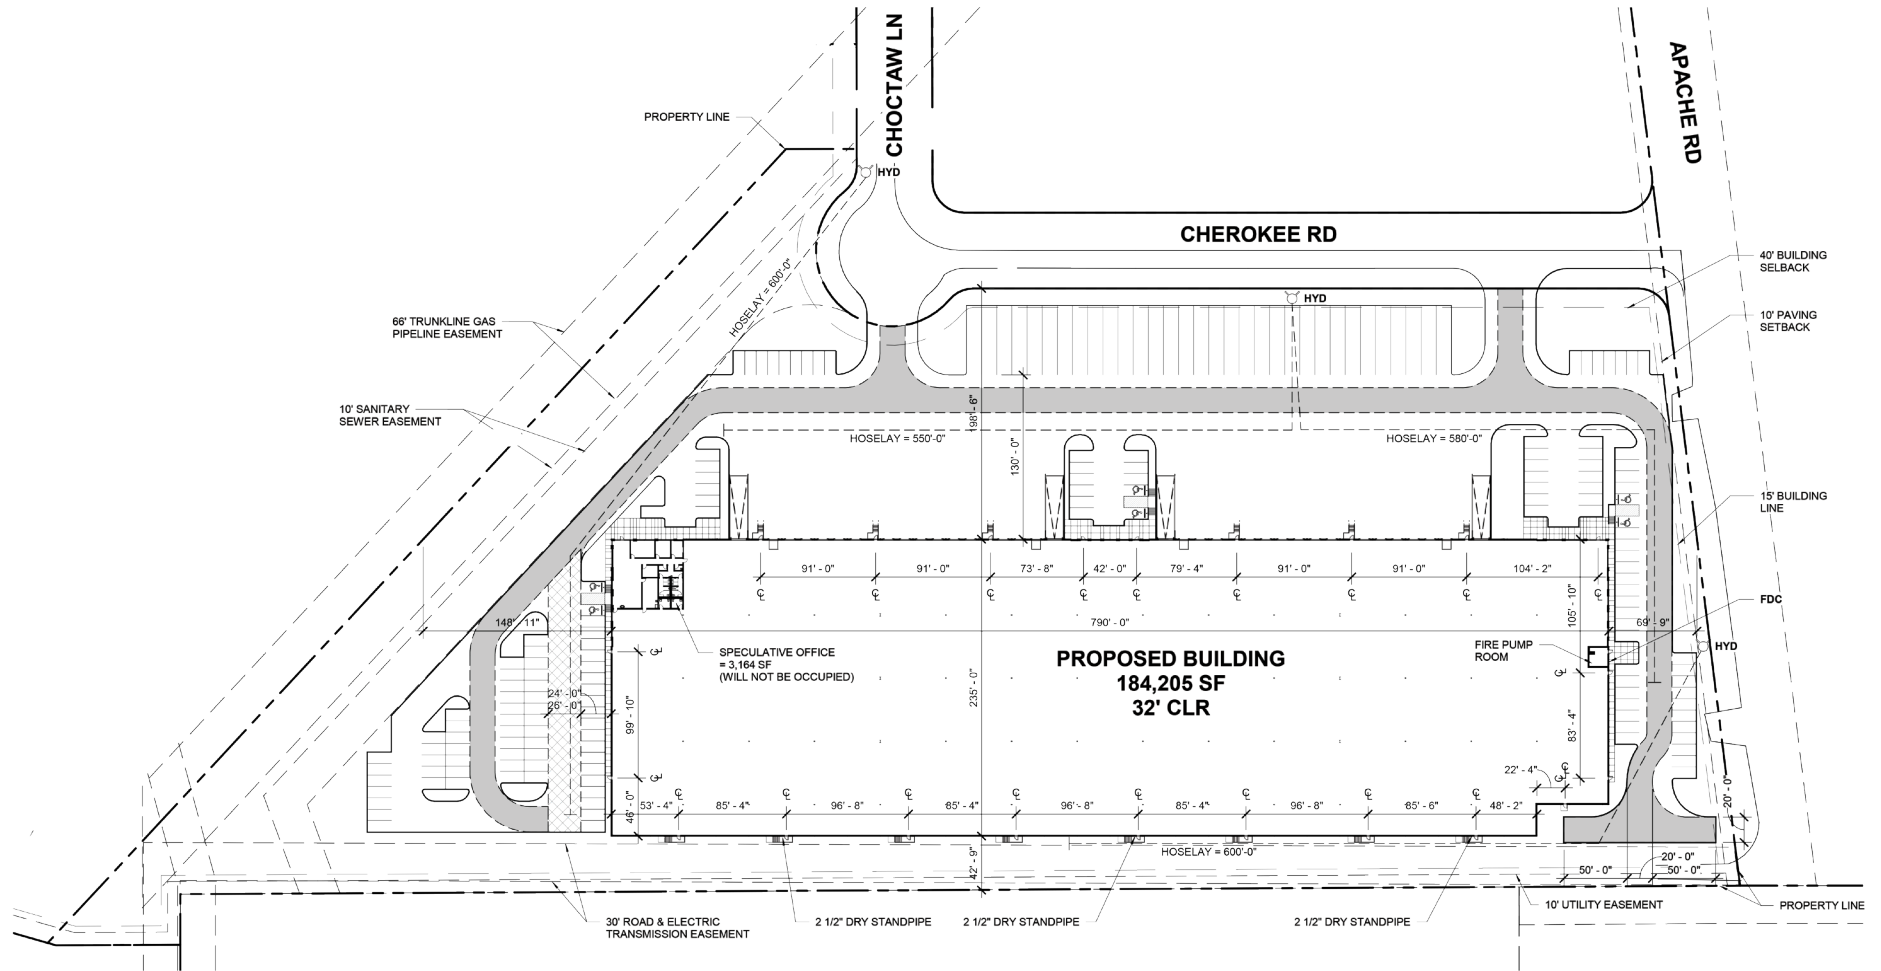 CHOCTAW LN
APACHE RD
PROPERTY LINE
HYD
CHEROKEE RD
40' BUILDING
SELBACK
HOSELAY = 600'-0"
HYD
66' TRUNKLINE GAS
PIPELINE EASEMENT
10' PAVING
SETBACK
10' SANITARY
SEWER EASEMENT
198' - 6"
HOSELAY = 550'-0"
HOSELAY = 580'-0"
130' - 0"
15' BUILDING
LINE
91' - 0"
91' - 0"
73' - 8"
42' - 0"
79' - 4"
91' - 0"
91' - 0"
104' - 2"
105' - 10"
FDC
148' - 11"
790' - 0"
69' - 9"
HYD
SPECULATIVE OFFICE
= 3,164 SF
(WILL NOT BE OCCUPIED)
FIRE PUMP
ROOM
PROPOSED BUILDING
184,205 SF
32' CLR
235' - 0"
24' - 0"
26' - 0"
99' - 10"
83' - 4"
22' - 4"
20' - 0"
46' - 0"
53' - 4"
85' - 4"
96' - 8"
85' - 4"
96' - 8"
85' - 4"
96' - 8"
85' - 6"
48' - 2"
HOSELAY = 600'-0"
42' - 9"
20' - 0"
50' - 0"
50' - 0"
30' ROAD & ELECTRIC
TRANSMISSION EASEMENT
2 1/2" DRY STANDPIPE
2 1/2" DRY STANDPIPE
2 1/2" DRY STANDPIPE
10' UTILITY EASEMENT
PROPERTY LINE